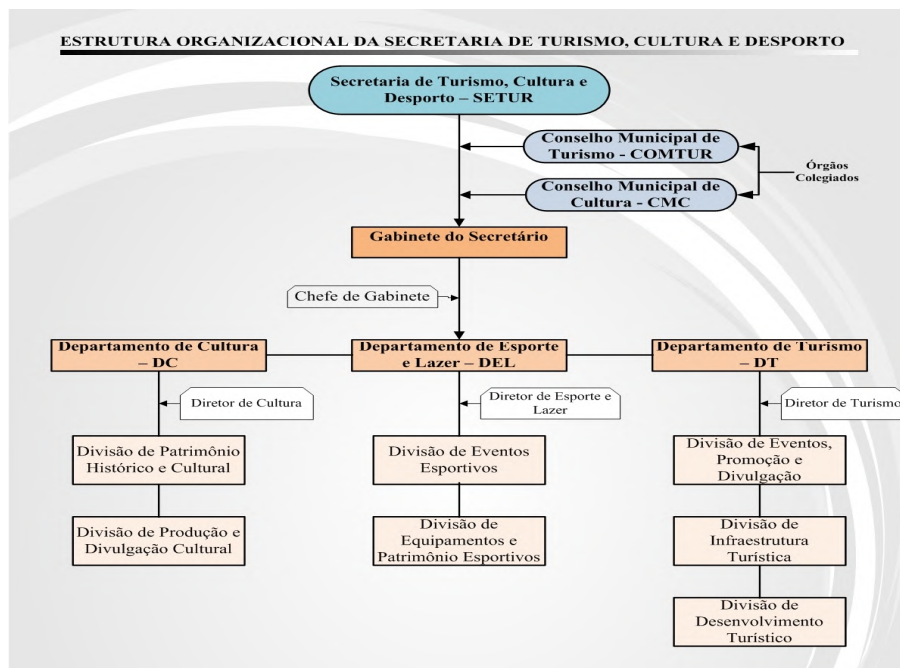 ESTRUTURA ORGANIZACIONAL DA SECRETARIA DE TURISMO, CULTURA E DESPORTO
Secretaria de Turismo, Cultura e
Desporto – SETUR
Conselho Municipal de
Turismo - COMTUR
Órgãos
Colegiados
Conselho Municipal de
Cultura - CMC
Gabinete do Secretário
Chefe de Gabinete
Departamento de Cultura
– DC
Departamento de Esporte
e Lazer – DEL
Departamento de Turismo
– DT
Diretor de Cultura
Diretor de Esporte e
Lazer
Diretor de Turismo
Divisão de Patrimônio
Histórico e Cultural
Divisão de Eventos
Esportivos
Divisão de Eventos,
Promoção e
Divulgação
Divisão de Produção e
Divulgação Cultural
Divisão de
Equipamentos e
Patrimônio Esportivos
Divisão de
Infraestrutura
Turística
Divisão de
Desenvolvimento
Turístico